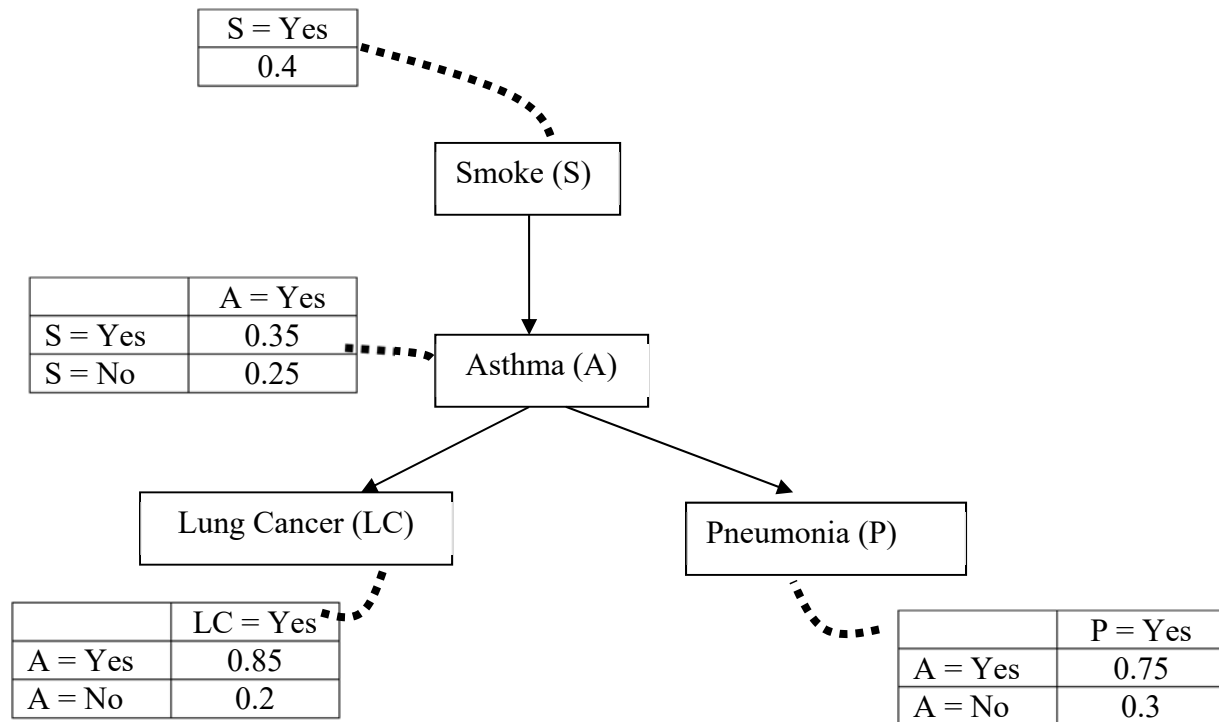 S = Yes
0.4
Smoke (S)
A = Yes
S = Yes 0.35
S = No 0.25
Asthma (A)
Lung Cancer (LC)
Pneumonia (P)
LC = Yes
A = Yes 0.85
A = No 0.2
P = Yes
A = Yes 0.75
A = No 0.3